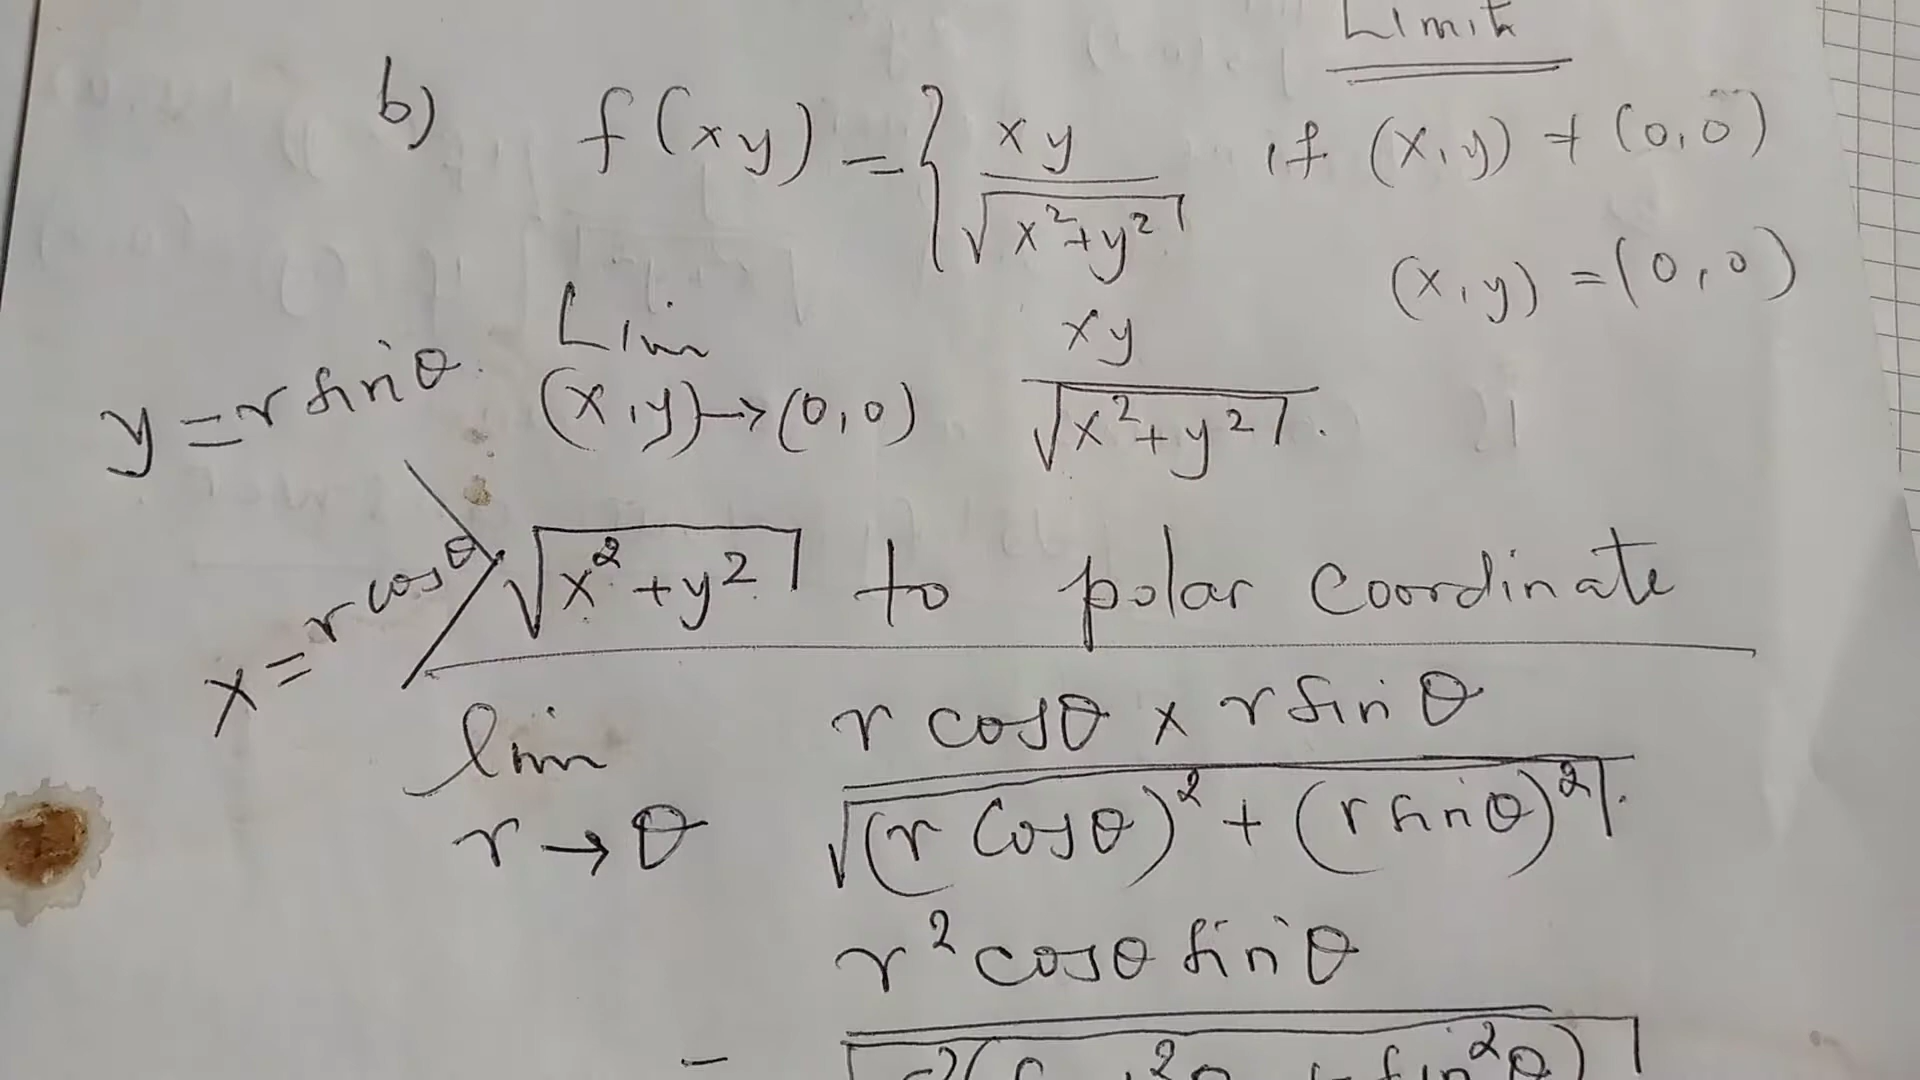 Limit
b) f(xy) = { xy / √(x²+y²) if (x,y) ≠ (0,0)
(x,y) = (0,0)
y = r sinθ. Lim (x,y)→(0,0) xy / √(x²+y²).
x = r cosθ
√(x²+y²) to polar coordinate
lim r→θ r cosθ x r sinθ / √((r cosθ)² + (r sinθ)²).
= r² cosθ sinθ